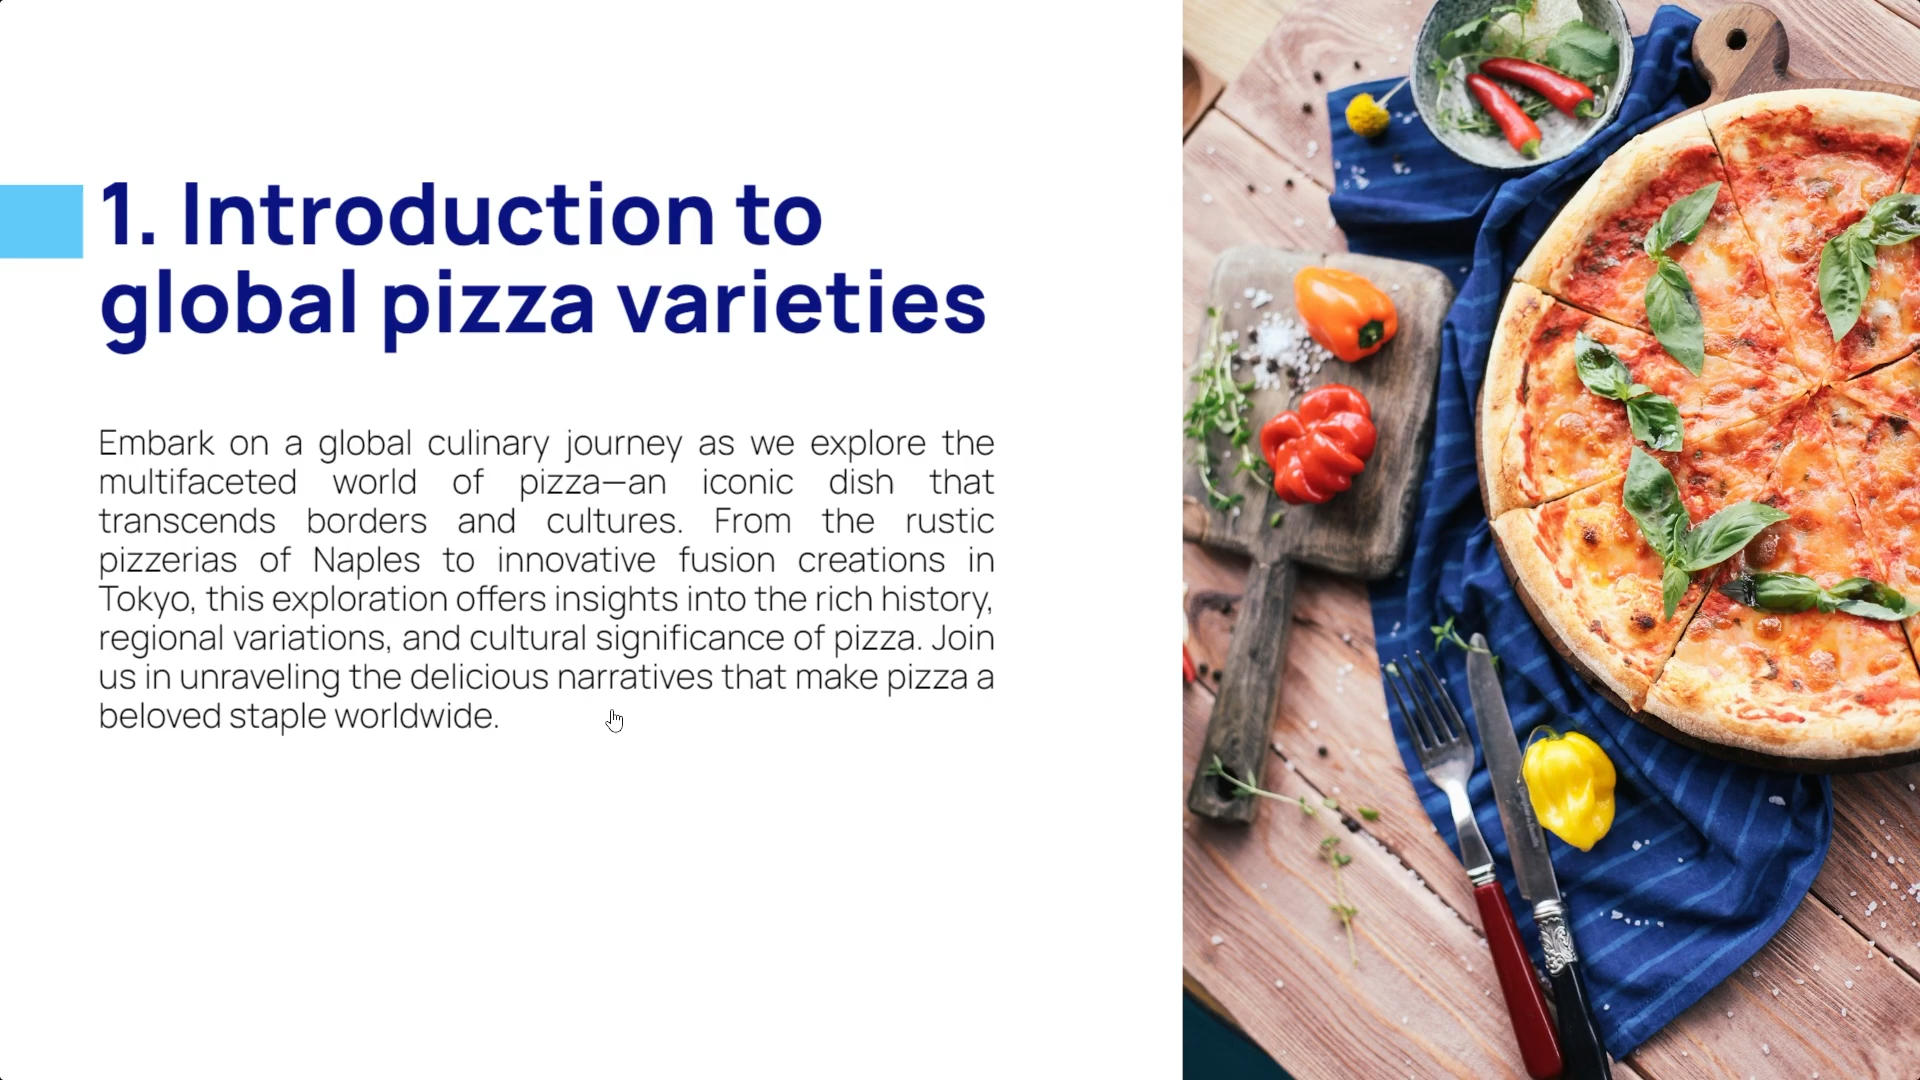 1. Introduction to
global pizza varieties
Embark on a global culinary journey as we explore the
multifaceted world of pizza—an iconic dish that
transcends borders and cultures. From the rustic
pizzerias of Naples to innovative fusion creations in
Tokyo, this exploration offers insights into the rich history,
regional variations, and cultural significance of pizza. Join
us in unraveling the delicious narratives that make pizza a
beloved staple worldwide.